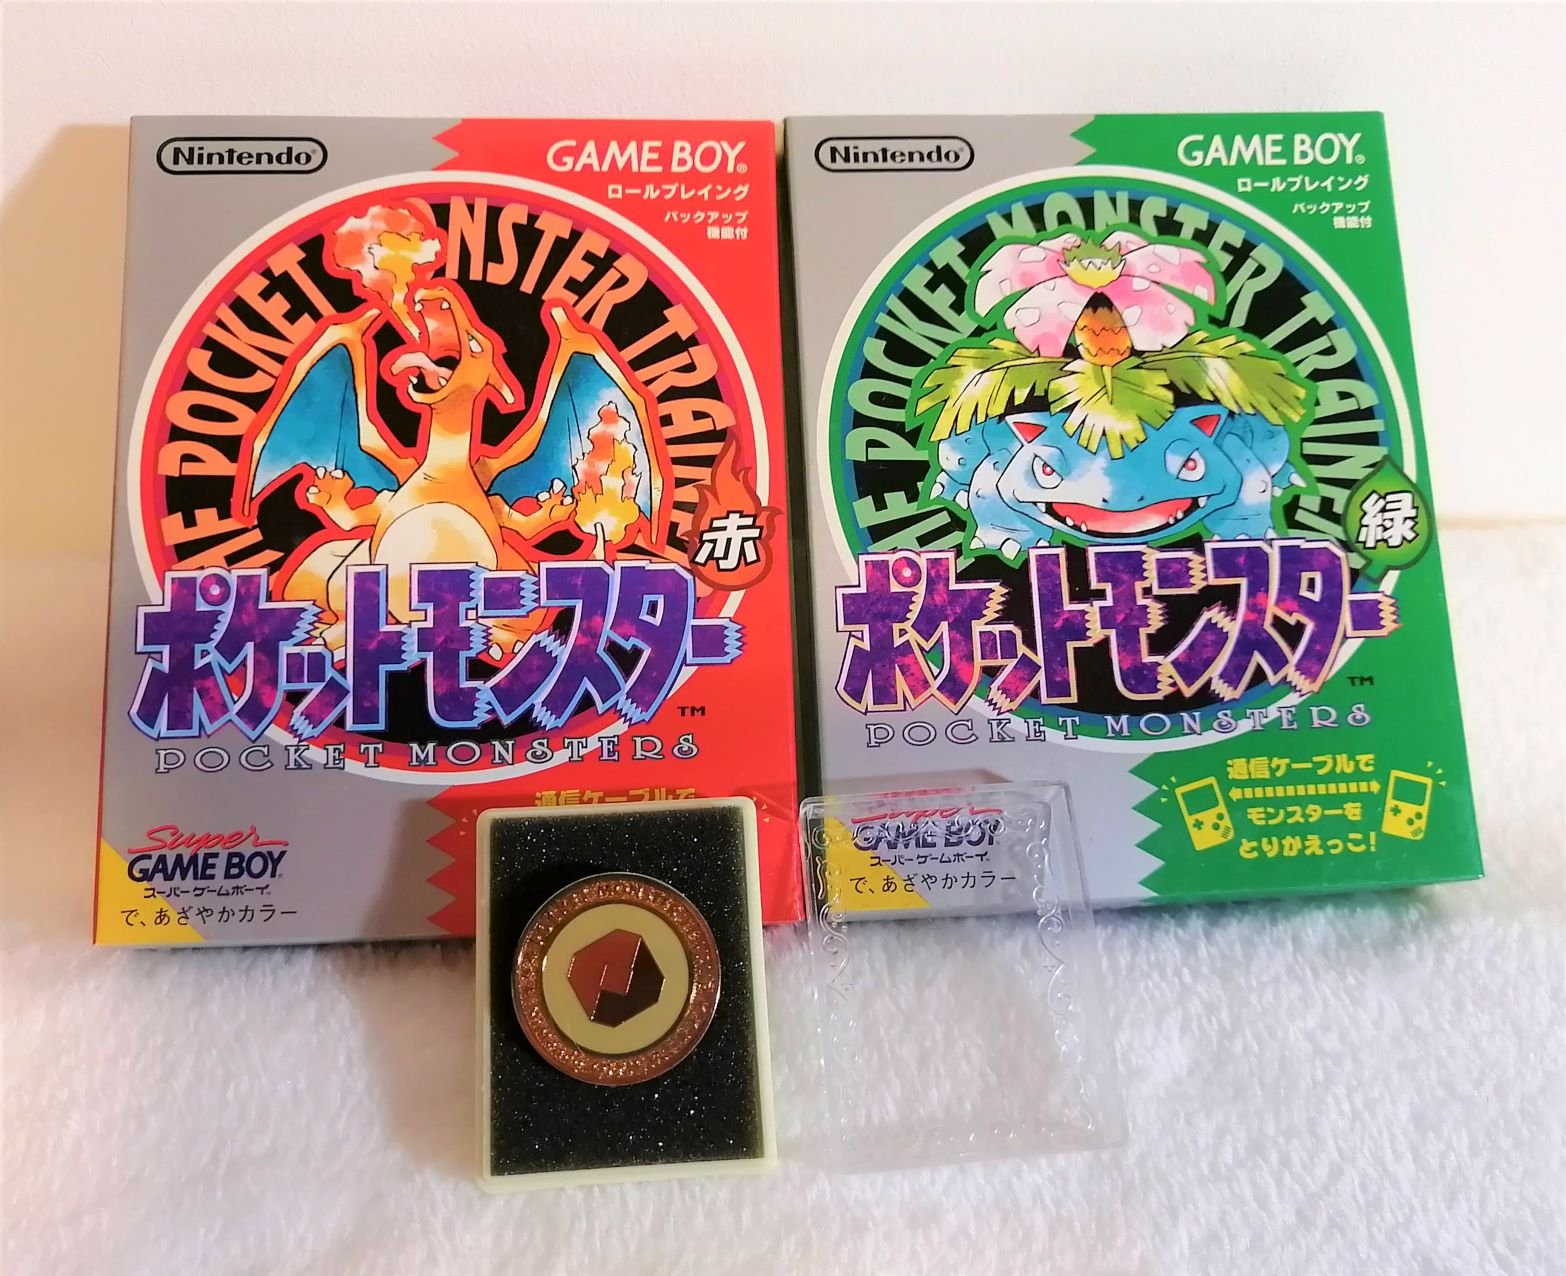 Nintendo
GAME BOY
ロールプレイング
バックアップ
機能付
POCKET MONSTER TRAINER
赤
ポケットモンスター
TM
POCKET MONSTERS
通信ケーブルで
Super
GAME BOY
スーパーゲームボーイ
で、あざやかカラー
Nintendo
GAME BOY
ロールプレイング
バックアップ
機能付
POCKET MONSTER TRAINER
緑
ポケットモンスター
TM
POCKET MONSTERS
通信ケーブルで
モンスターを
とりかえっこ!
Super
GAME BOY
スーパーゲームボーイ
で、あざやかカラー